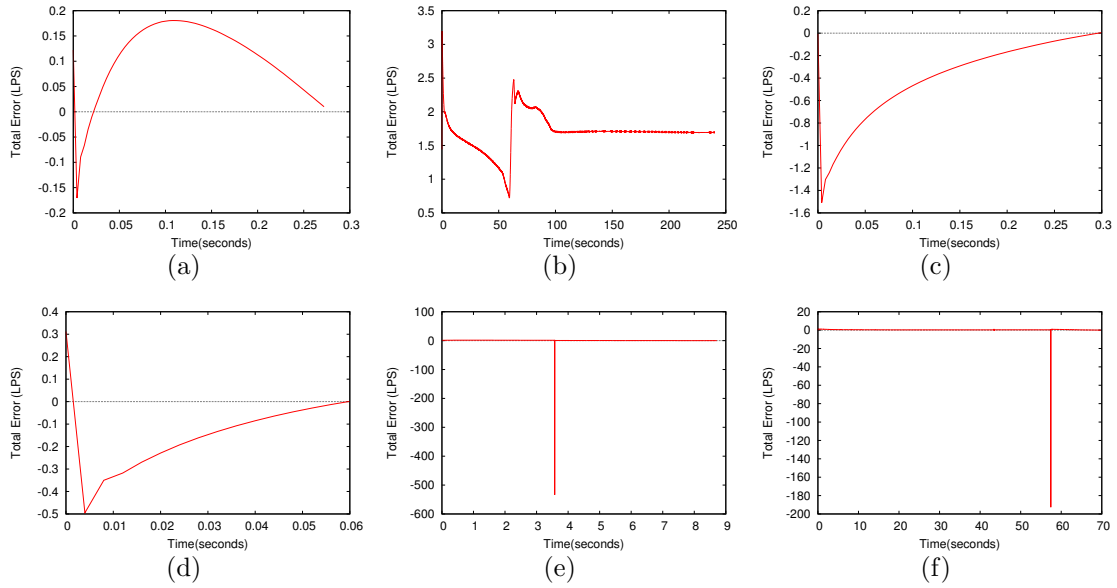 0.2
0.15
0.1
0.05
0
-0.05
-0.1
-0.15
-0.2
Total Error (LPS)
0 0.05 0.1 0.15 0.2 0.25 0.3
Time(seconds)
(a)
3.5
3
2.5
2
1.5
1
0.5
Total Error (LPS)
0 50 100 150 200 250
Time(seconds)
(b)
0.2
0
-0.2
-0.4
-0.6
-0.8
-1
-1.2
-1.4
-1.6
Total Error (LPS)
0 0.05 0.1 0.15 0.2 0.25 0.3
Time(seconds)
(c)
0.4
0.3
0.2
0.1
0
-0.1
-0.2
-0.3
-0.4
-0.5
Total Error (LPS)
0 0.01 0.02 0.03 0.04 0.05 0.06
Time(seconds)
(d)
100
0
-100
-200
-300
-400
-500
-600
Total Error (LPS)
0 1 2 3 4 5 6 7 8 9
Time(seconds)
(e)
20
0
-20
-40
-60
-80
-100
-120
-140
-160
-180
-200
Total Error (LPS)
0 10 20 30 40 50 60 70
Time(seconds)
(f)